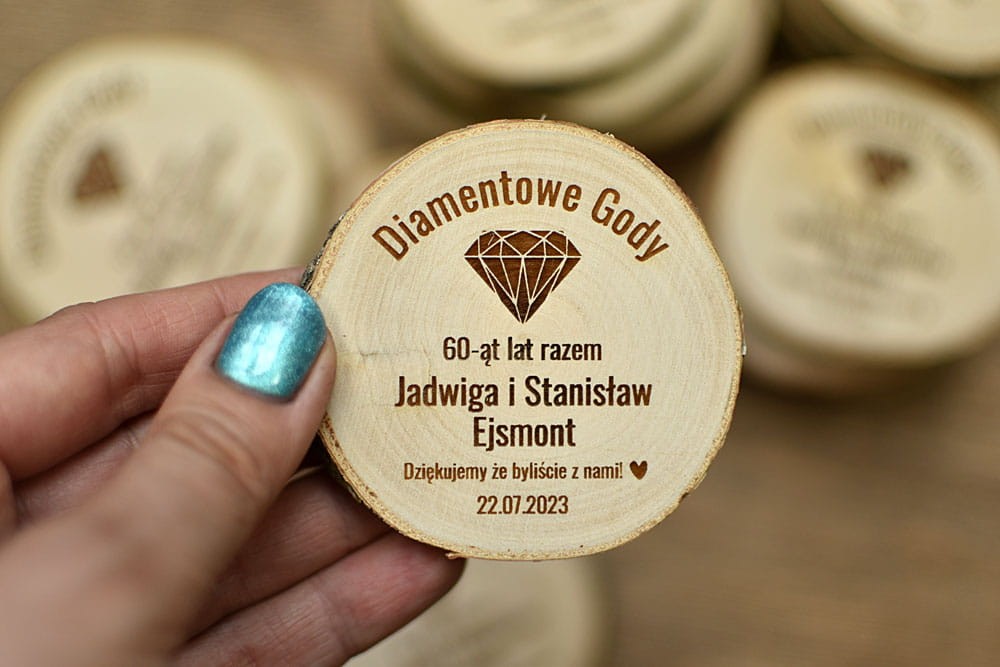 Diamentowe Gody
60-ąt lat razem
Jadwiga i Stanisław
Ejsmont
Dziękujemy że byliście z nami!
22.07.2023